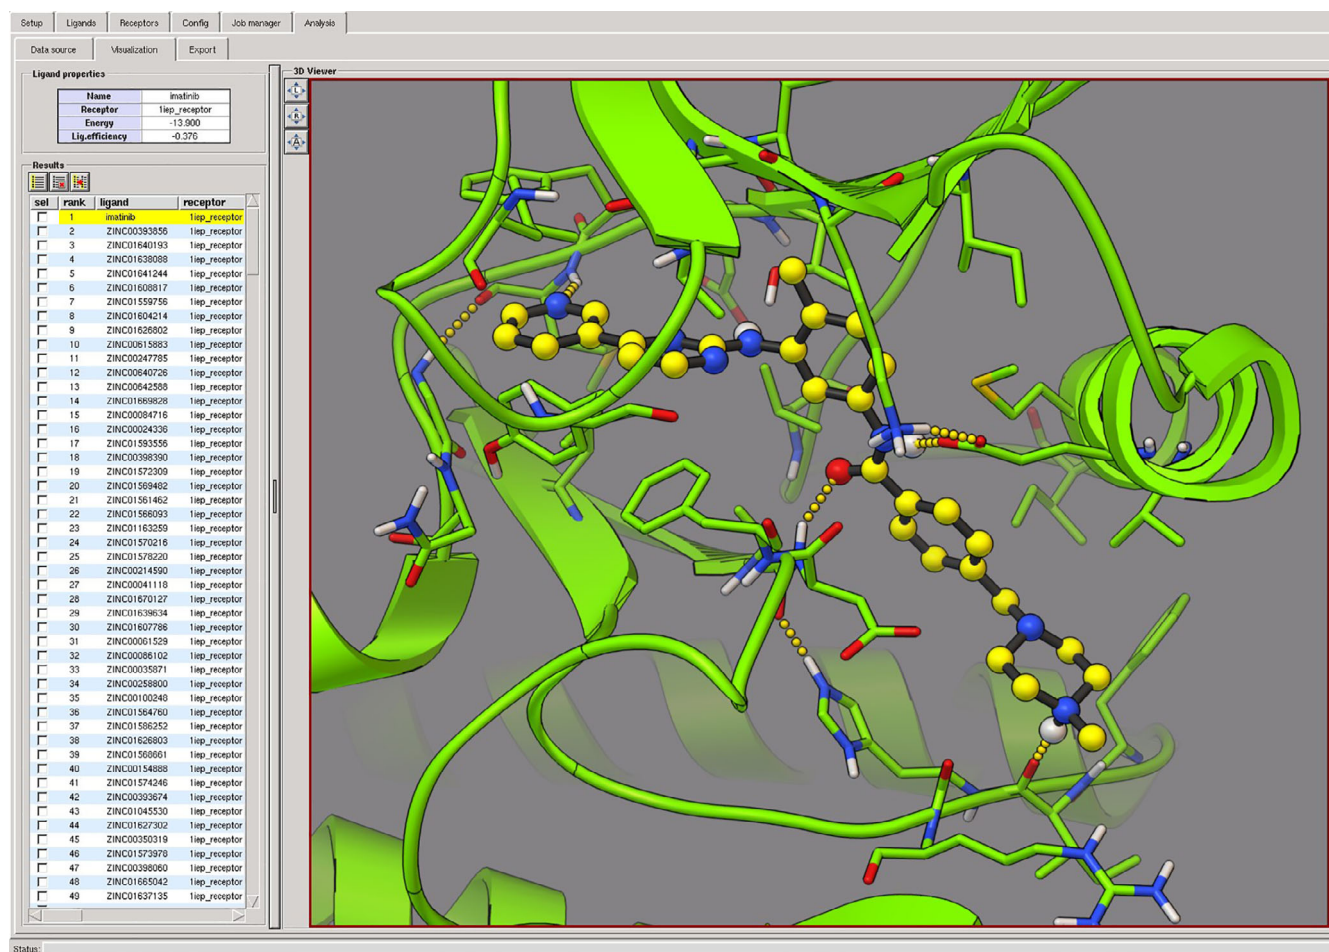 Setup Ligands Receptors Config Job manager Analysis
Data source Visualization Export
Ligand properties
Name imatinib
Receptor 1iep_receptor
Energy -13.900
Lig.efficiency -0.376
3D Viewer
L
R
A
Results
sel rank ligand receptor
1 imatinib 1iep_receptor
2 ZINC00393856 1iep_receptor
3 ZINC01640193 1iep_receptor
4 ZINC01638088 1iep_receptor
5 ZINC01641244 1iep_receptor
6 ZINC01608817 1iep_receptor
7 ZINC01559756 1iep_receptor
8 ZINC01604214 1iep_receptor
9 ZINC01626802 1iep_receptor
10 ZINC00615883 1iep_receptor
11 ZINC00247785 1iep_receptor
12 ZINC00640726 1iep_receptor
13 ZINC00642588 1iep_receptor
14 ZINC01669828 1iep_receptor
15 ZINC00084716 1iep_receptor
16 ZINC00024336 1iep_receptor
17 ZINC01593556 1iep_receptor
18 ZINC00398390 1iep_receptor
19 ZINC01572309 1iep_receptor
20 ZINC01569482 1iep_receptor
21 ZINC01561462 1iep_receptor
22 ZINC01566093 1iep_receptor
23 ZINC01163259 1iep_receptor
24 ZINC01570216 1iep_receptor
25 ZINC01578220 1iep_receptor
26 ZINC00214590 1iep_receptor
27 ZINC00041118 1iep_receptor
28 ZINC01670127 1iep_receptor
29 ZINC01639634 1iep_receptor
30 ZINC01607786 1iep_receptor
31 ZINC00061529 1iep_receptor
32 ZINC00086102 1iep_receptor
33 ZINC00035871 1iep_receptor
34 ZINC00258800 1iep_receptor
35 ZINC00100248 1iep_receptor
36 ZINC01564760 1iep_receptor
37 ZINC01586252 1iep_receptor
38 ZINC01626803 1iep_receptor
39 ZINC01568661 1iep_receptor
40 ZINC00154888 1iep_receptor
41 ZINC01574246 1iep_receptor
42 ZINC00393674 1iep_receptor
43 ZINC01045530 1iep_receptor
44 ZINC01627302 1iep_receptor
45 ZINC00350319 1iep_receptor
46 ZINC01573978 1iep_receptor
47 ZINC00398060 1iep_receptor
48 ZINC01665042 1iep_receptor
49 ZINC01637135 1iep_receptor
Status: